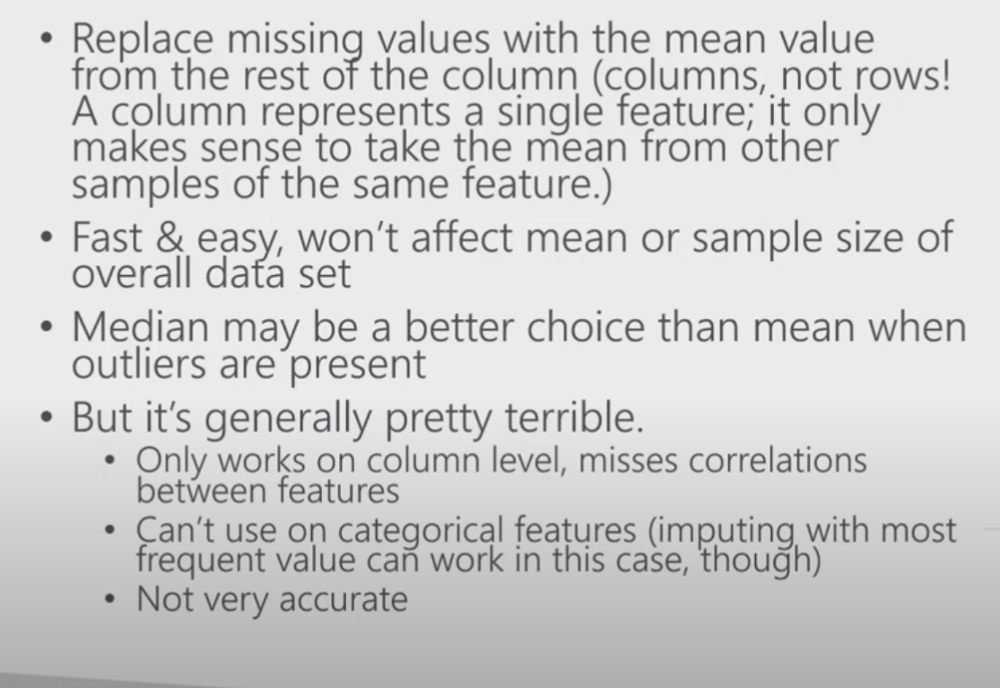 • Replace missing values with the mean value
from the rest of the column (columns, not rows!
A column represents a single feature; it only
makes sense to take the mean from other
samples of the same feature.)
• Fast & easy, won’t affect mean or sample size of
overall data set
• Median may be a better choice than mean when
outliers are present
• But it’s generally pretty terrible.
• Only works on column level, misses correlations
between features
• Can’t use on categorical features (imputing with most
frequent value can work in this case, though)
• Not very accurate